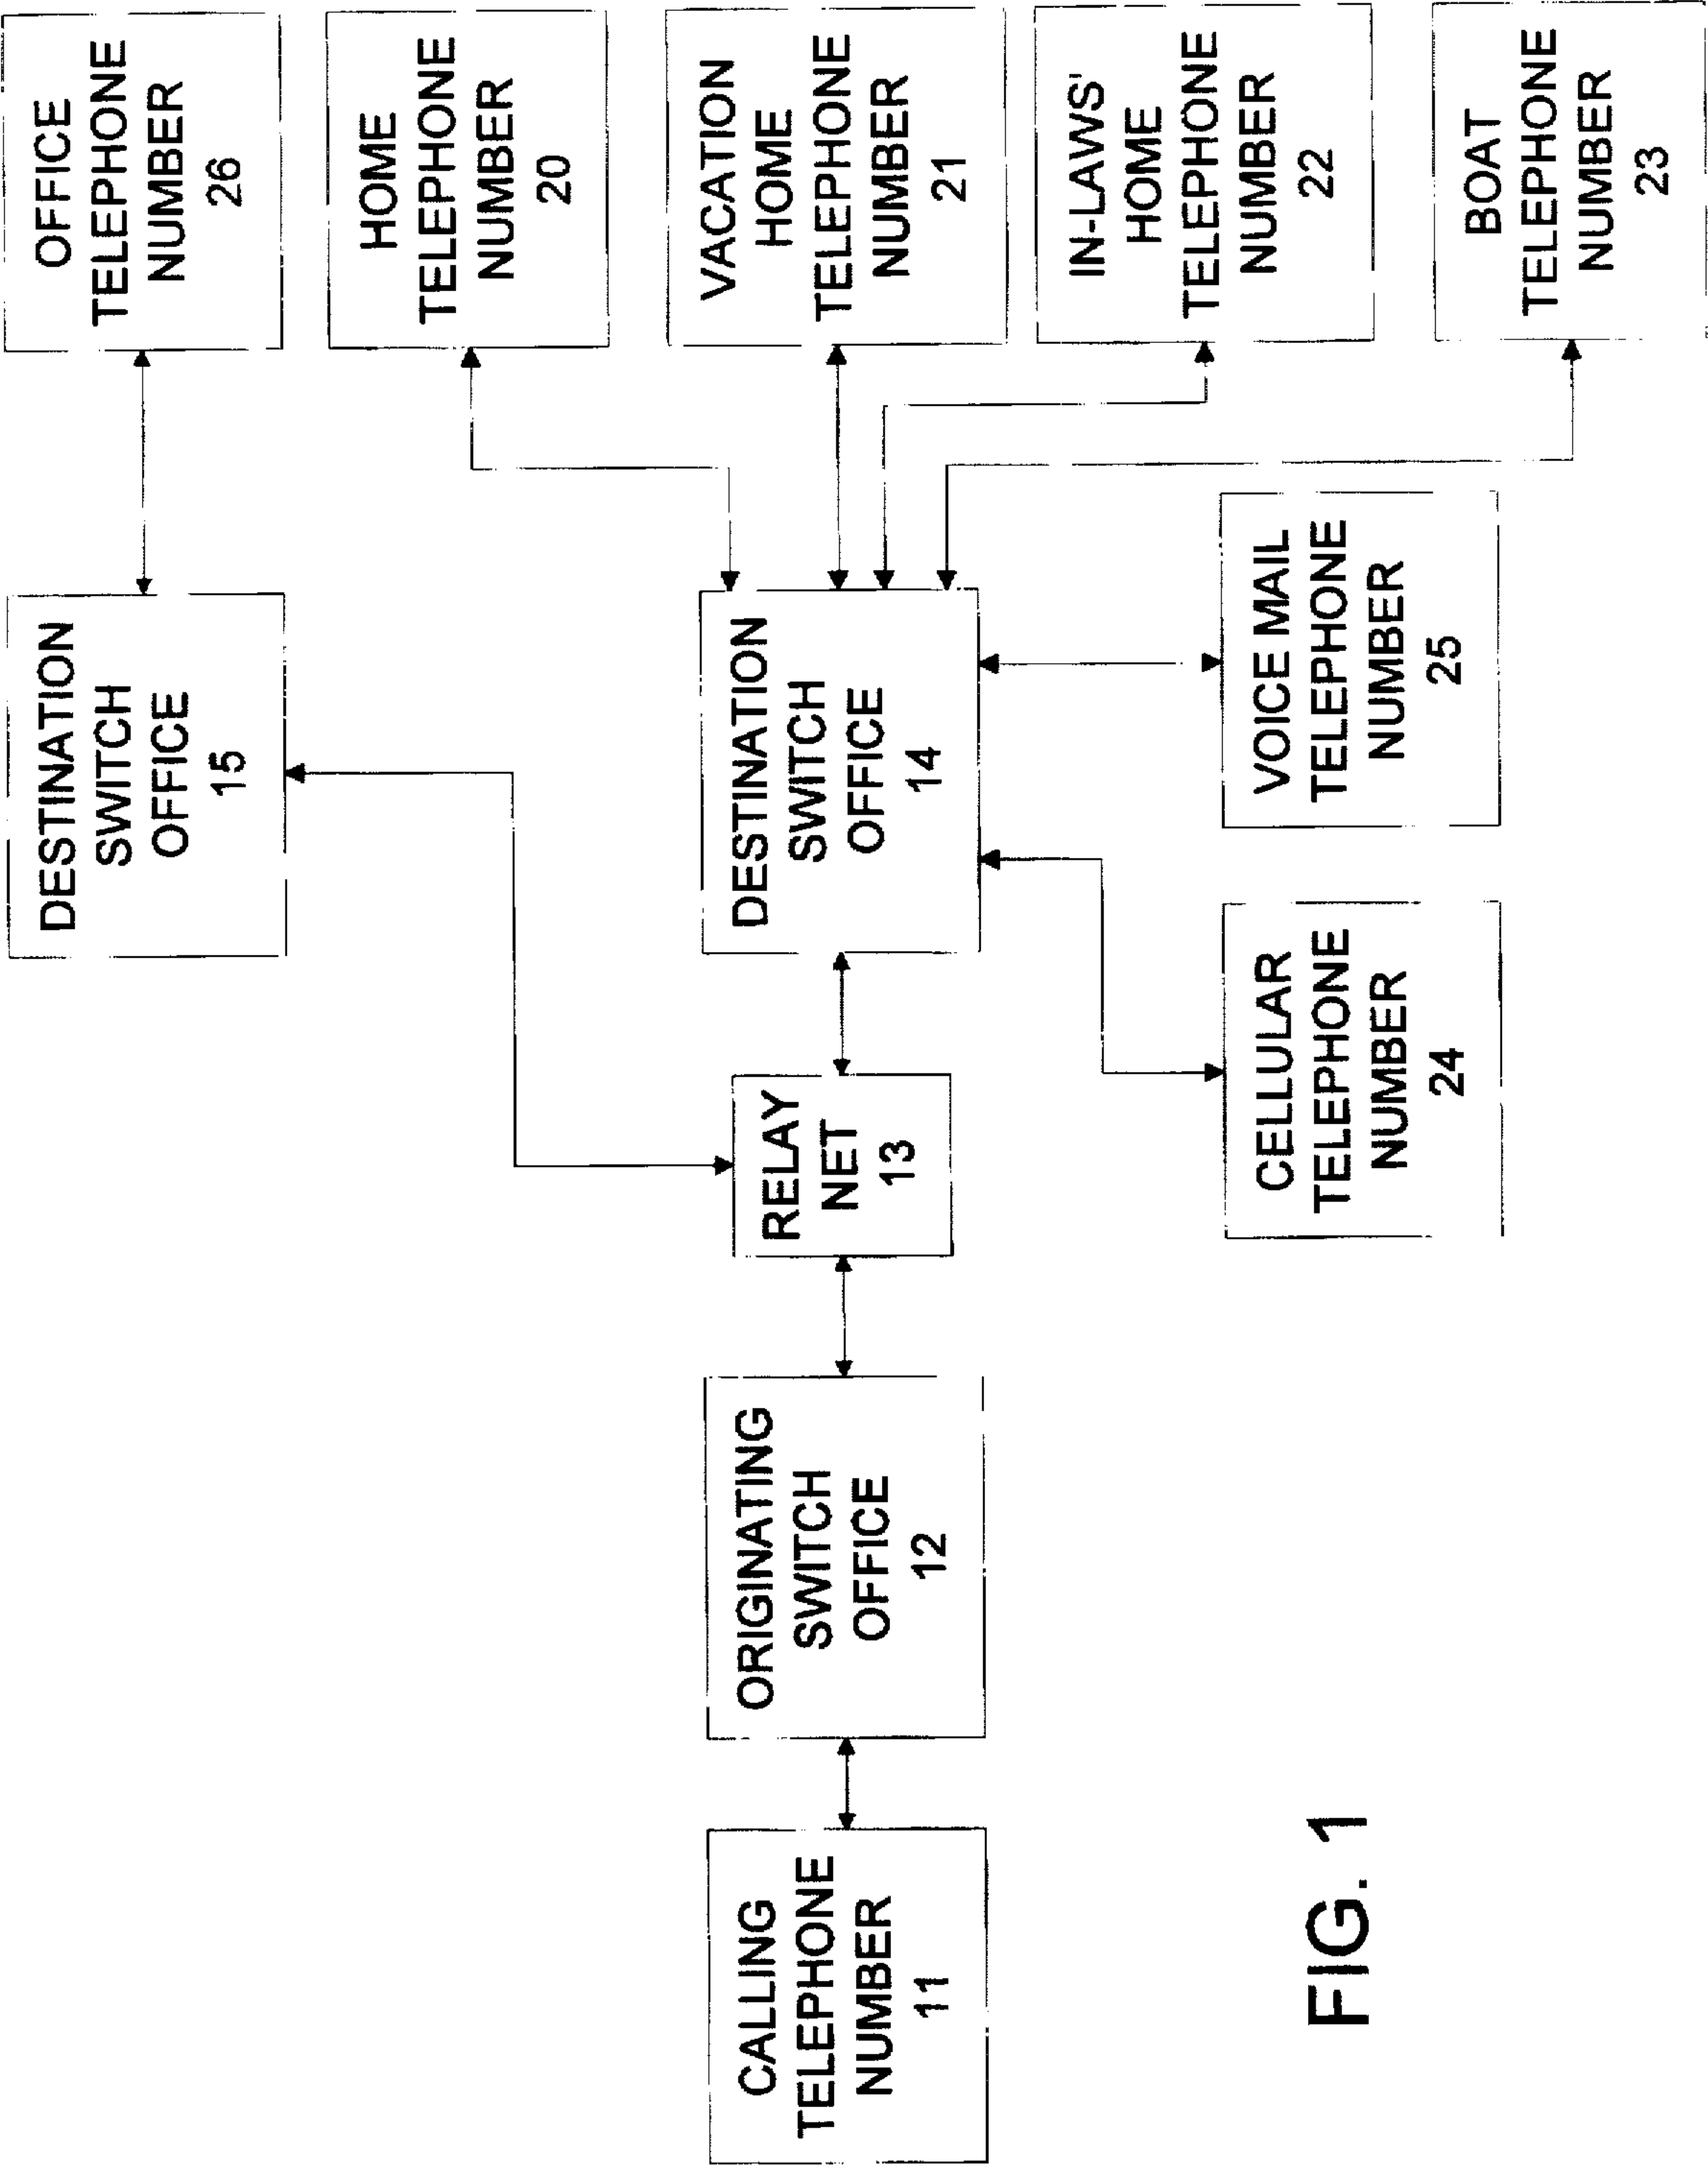 CALLING
TELEPHONE
NUMBER
11
ORIGINATING
SWITCH
OFFICE
12
RELAY
NET
13
DESTINATION
SWITCH
OFFICE
15
DESTINATION
SWITCH
OFFICE
14
CELLULAR
TELEPHONE
NUMBER
24
VOICE MAIL
TELEPHONE
NUMBER
25
OFFICE
TELEPHONE
NUMBER
26
HOME
TELEPHONE
NUMBER
20
VACATION
HOME
TELEPHONE
NUMBER
21
IN-LAWS'
HOME
TELEPHONE
NUMBER
22
BOAT
TELEPHONE
NUMBER
23
FIG. 1